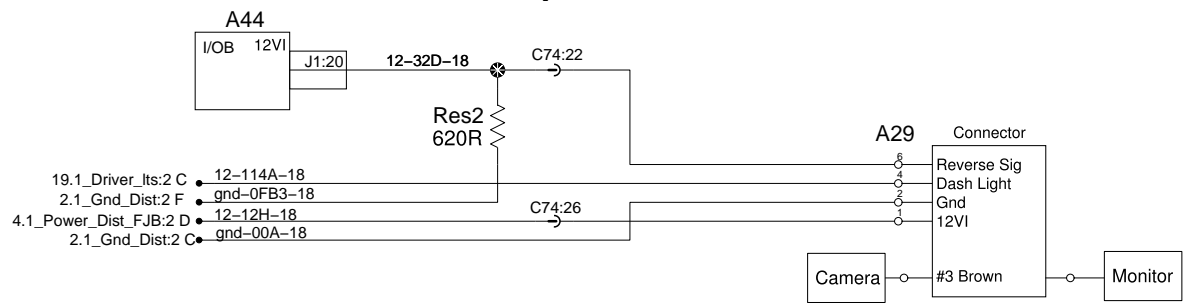 A44
I/OB 12VI
J1:20
12-32D-18
C74:22
Res2
620R
A29
Connector
6
Reverse Sig
19.1_Driver_lts:2 C
12-114A-18
4
Dash Light
2.1_Gnd_Dist:2 F
gnd-0FB3-18
2
Gnd
4.1_Power_Dist_FJB:2 D
12-12H-18
C74:26
1
12VI
2.1_Gnd_Dist:2 C
gnd-00A-18
Camera
#3 Brown
Monitor